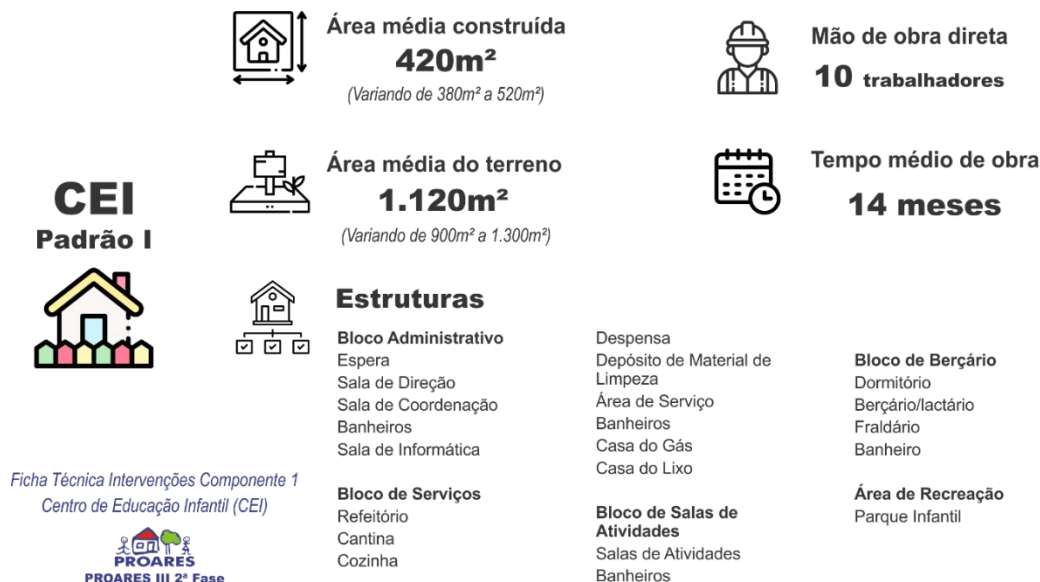 Área média construída
420m²
(Variando de 380m² a 520m²)
Mão de obra direta
10 trabalhadores
Área média do terreno
1.120m²
(Variando de 900m² a 1.300m²)
Tempo médio de obra
14 meses
CEI
Padrão I
Estruturas
Bloco Administrativo
Espera
Sala de Direção
Sala de Coordenação
Banheiros
Sala de Informática
Bloco de Serviços
Refeitório
Cantina
Cozinha
Despensa
Depósito de Material de
Limpeza
Área de Serviço
Banheiros
Casa do Gás
Casa do Lixo
Bloco de Salas de
Atividades
Salas de Atividades
Banheiros
Bloco de Berçário
Dormitório
Berçário/lactário
Fraldário
Banheiro
Área de Recreação
Parque Infantil
Ficha Técnica Intervenções Componente 1
Centro de Educação Infantil (CEI)
PROARES
PROARES III 2ª Fase